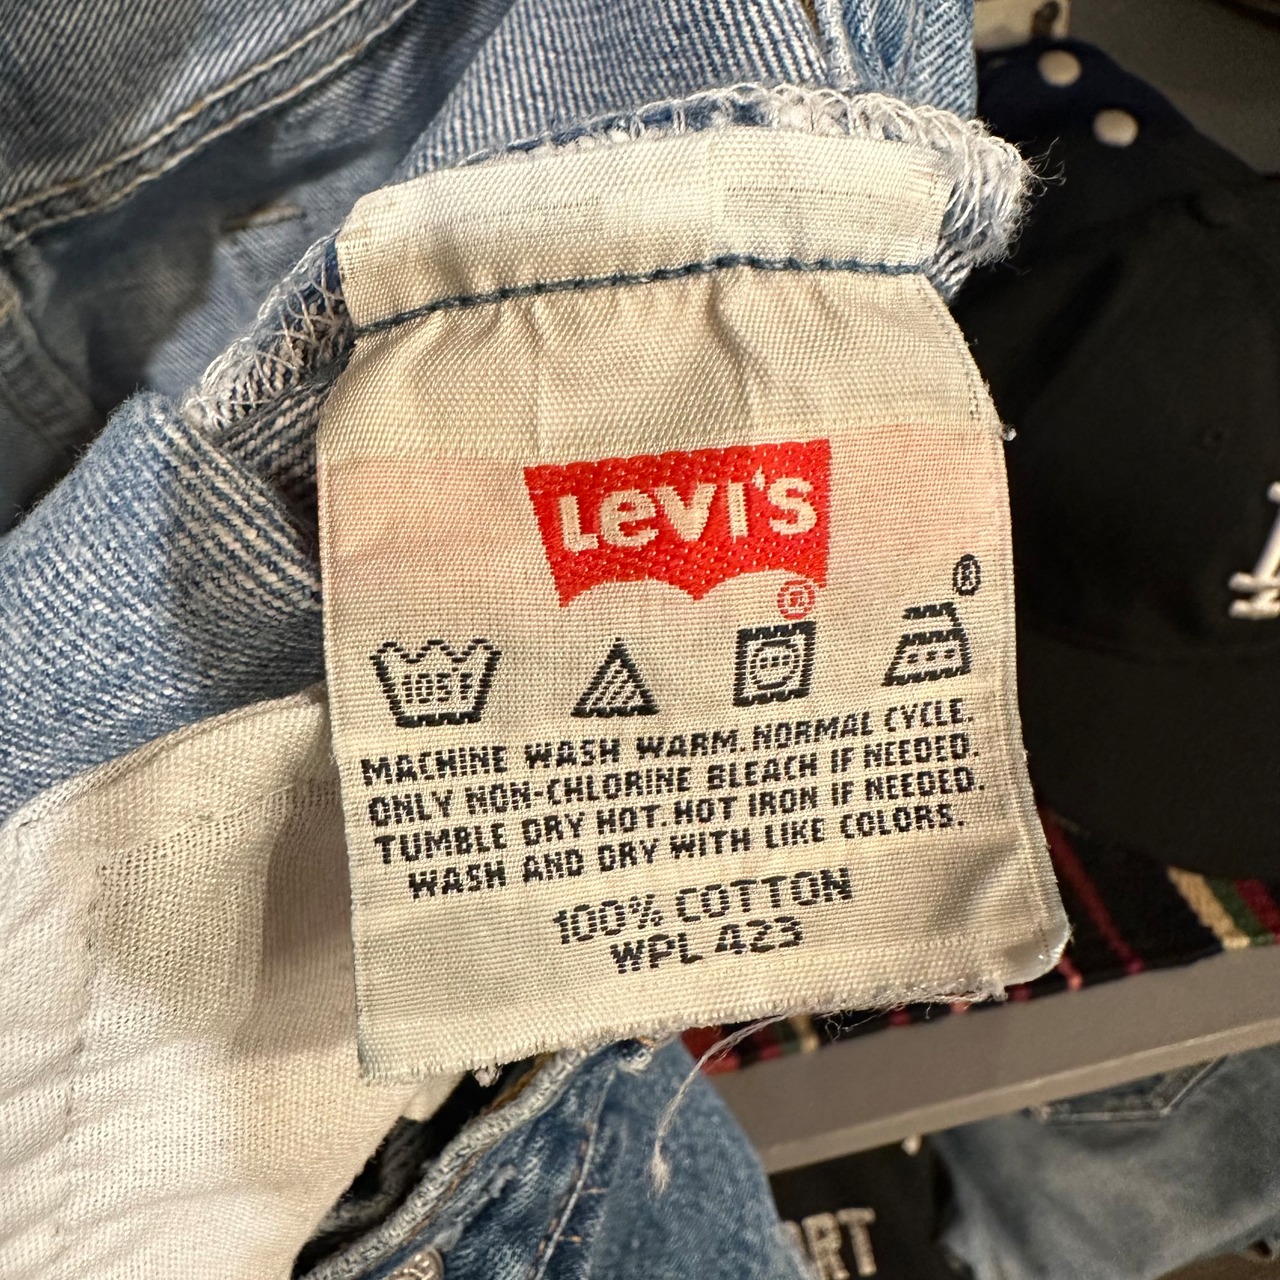 Levi's
®
®
105F
MACHINE WASH WARM. NORMAL CYCLE.
ONLY NON-CHLORINE BLEACH IF NEEDED.
TUMBLE DRY HOT. HOT IRON IF NEEDED.
WASH AND DRY WITH LIKE COLORS.
100% COTTON
WPL 423